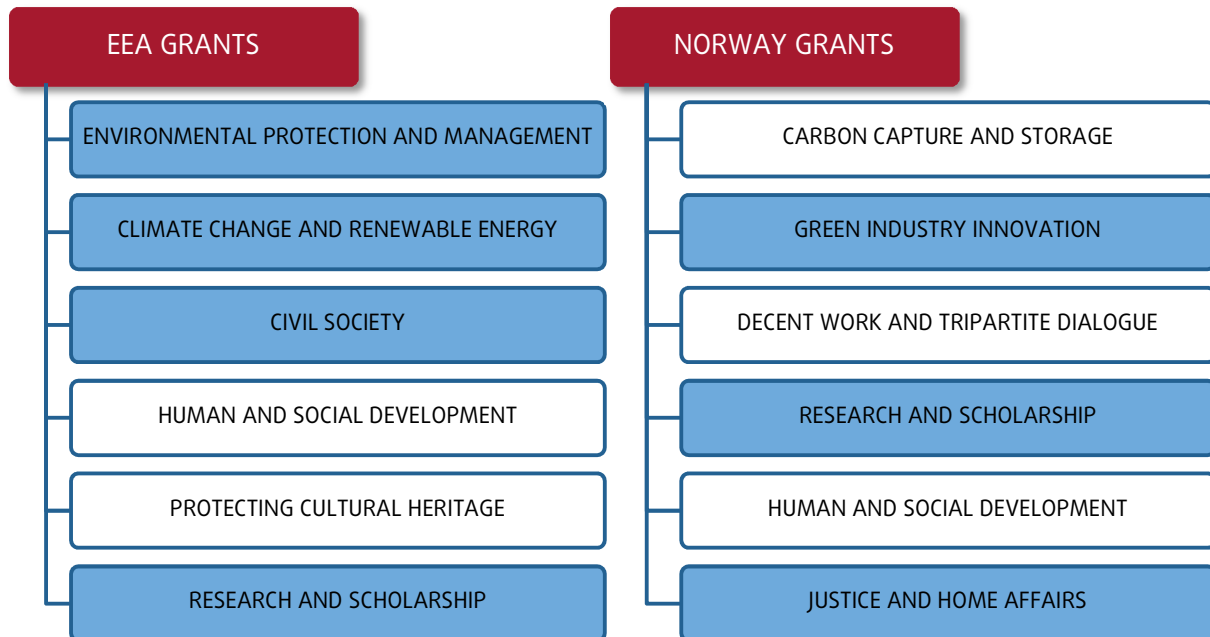 EEA GRANTS
ENVIRONMENTAL PROTECTION AND MANAGEMENT
CLIMATE CHANGE AND RENEWABLE ENERGY
CIVIL SOCIETY
HUMAN AND SOCIAL DEVELOPMENT
PROTECTING CULTURAL HERITAGE
RESEARCH AND SCHOLARSHIP
NORWAY GRANTS
CARBON CAPTURE AND STORAGE
GREEN INDUSTRY INNOVATION
DECENT WORK AND TRIPARTITE DIALOGUE
RESEARCH AND SCHOLARSHIP
HUMAN AND SOCIAL DEVELOPMENT
JUSTICE AND HOME AFFAIRS